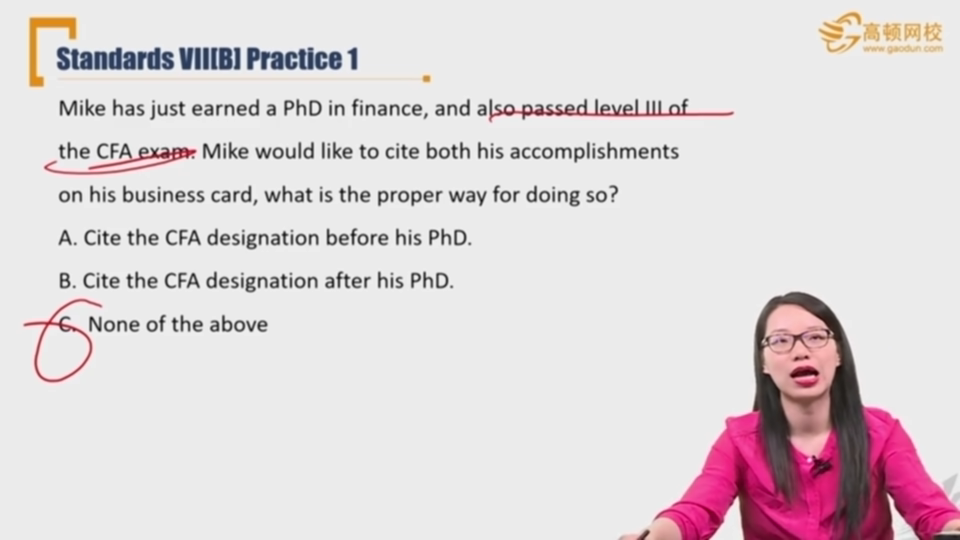 Standards VII[B] Practice 1
高顿网校
www.gaodun.com
Mike has just earned a PhD in finance, and also passed level III of
the CFA exam. Mike would like to cite both his accomplishments
on his business card, what is the proper way for doing so?
A. Cite the CFA designation before his PhD.
B. Cite the CFA designation after his PhD.
C. None of the above